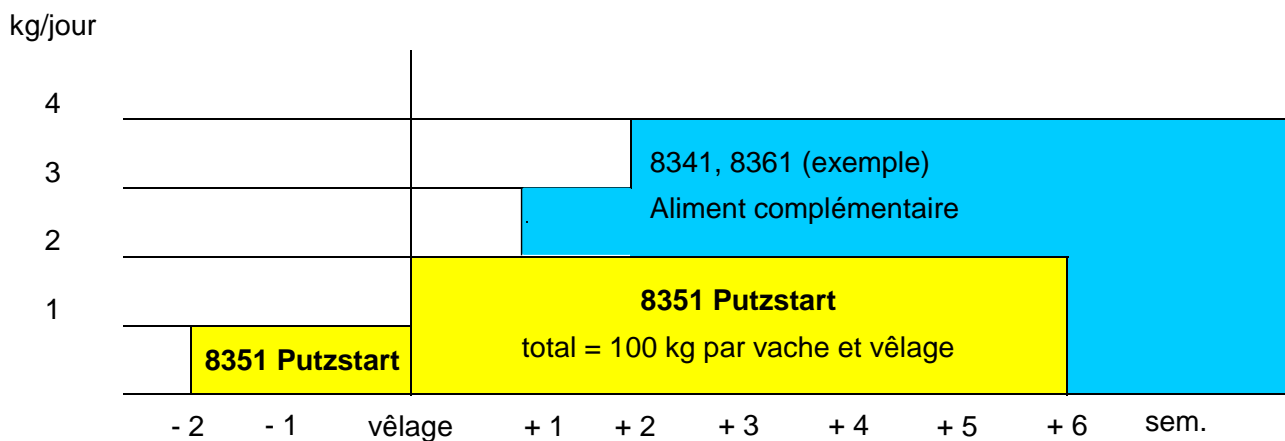 kg/jour
4
3
8341, 8361 (exemple)
Aliment complémentaire
2
1
8351 Putzstart
total = 100 kg par vache et vêlage
8351 Putzstart
- 2 - 1 vêlage + 1 + 2 + 3 + 4 + 5 + 6 sem.